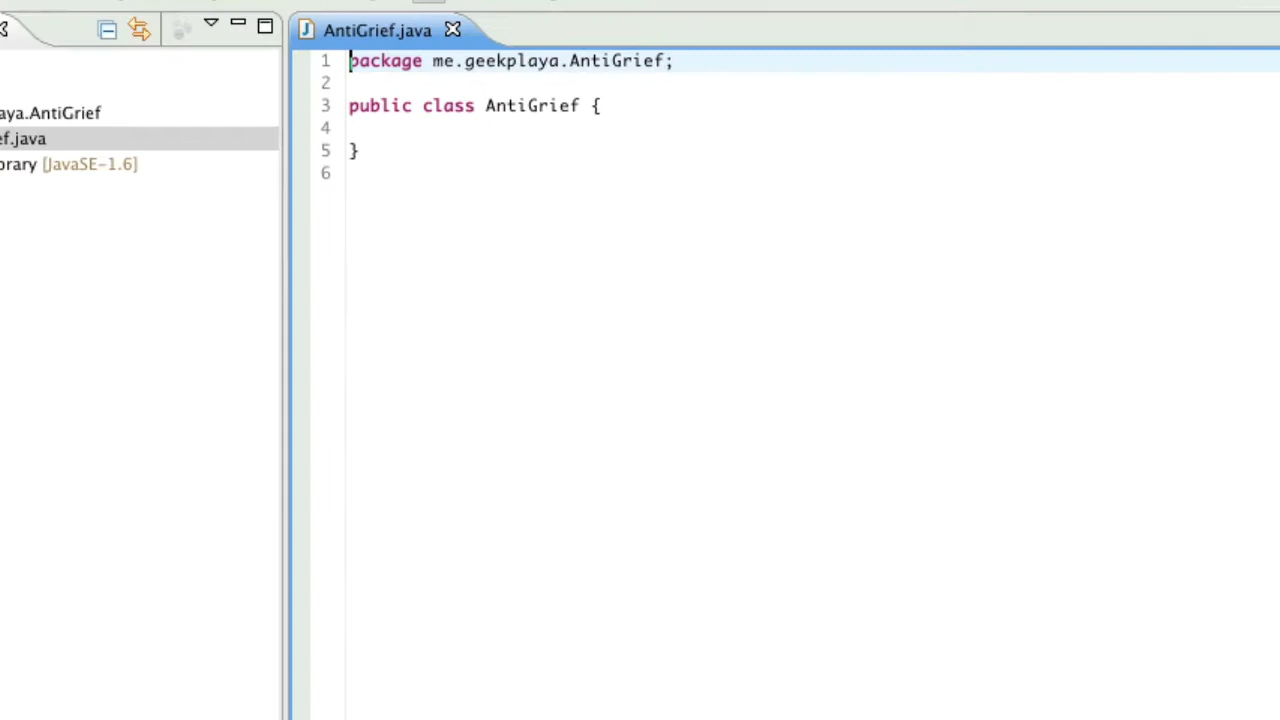 AntiGrief.java
aya.AntiGrief
ef.java
orary [JavaSE-1.6]
1 package me.geekplaya.AntiGrief;
2
3 public class AntiGrief {
4
5 }
6